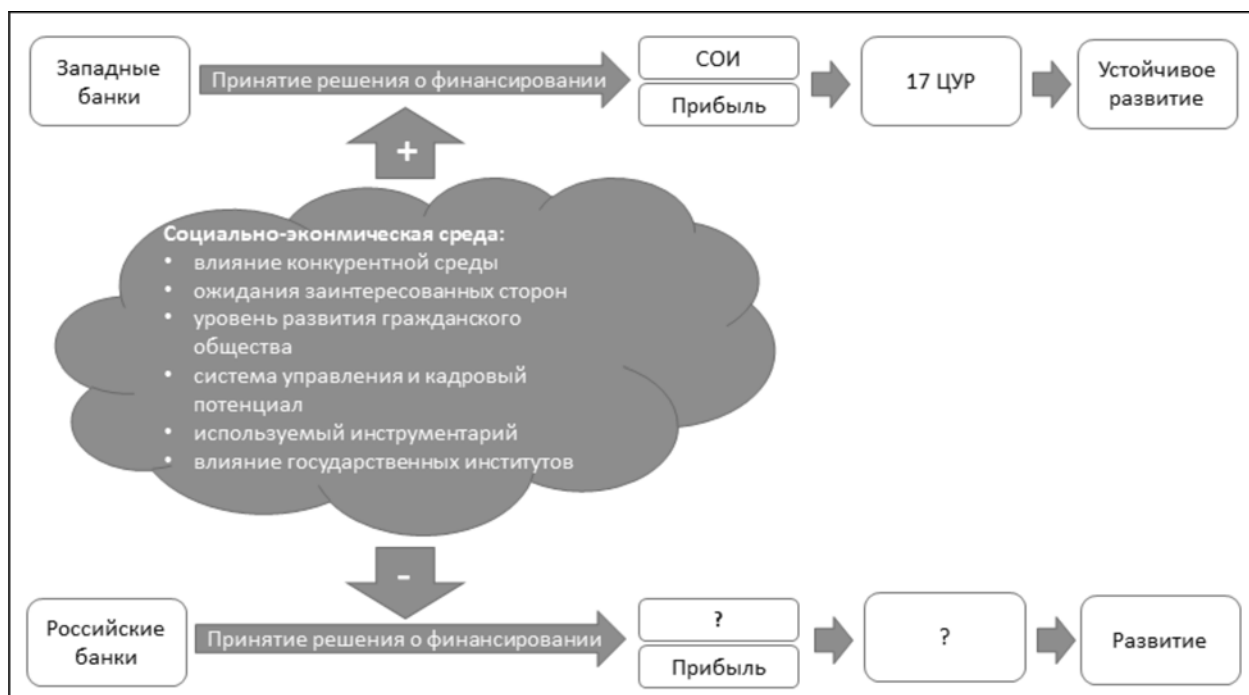 Западные
банки
Принятие решения о финансировании
СОИ
Прибыль
17 ЦУР
Устойчивое
развитие
+
Социально-экономическая среда:
• влияние конкурентной среды
• ожидания заинтересованных сторон
• уровень развития гражданского
общества
• система управления и кадровый
потенциал
• используемый инструментарий
• влияние государственных институтов
-
Российские
банки
Принятие решения о финансировании
?
Прибыль
?
Развитие